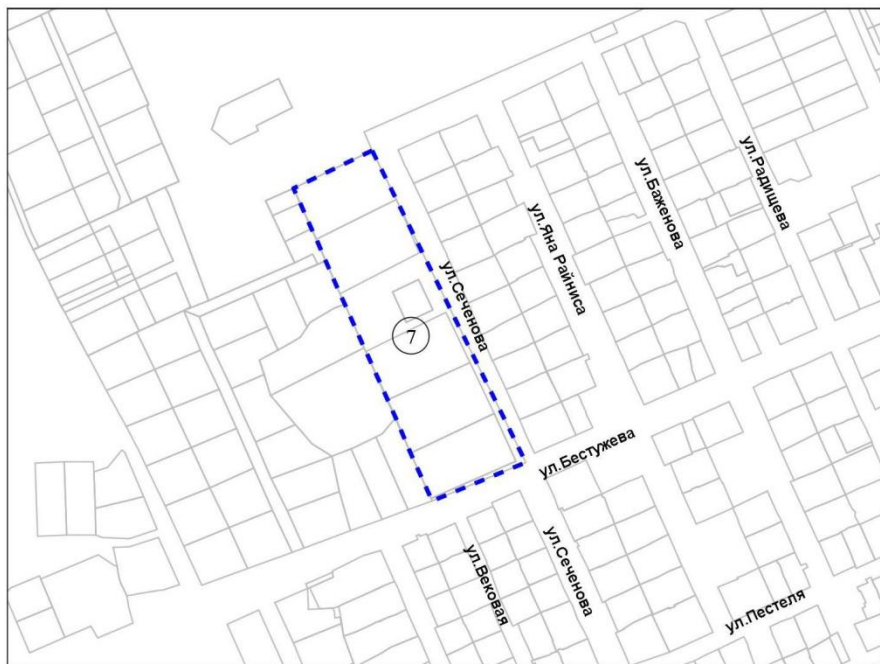 ул.Радищева
ул.Баженова
ул.Яна Райниса
ул.Сеченова
7
ул.Бестужева
ул.Сеченова
ул.Вековая
ул.Пестеля